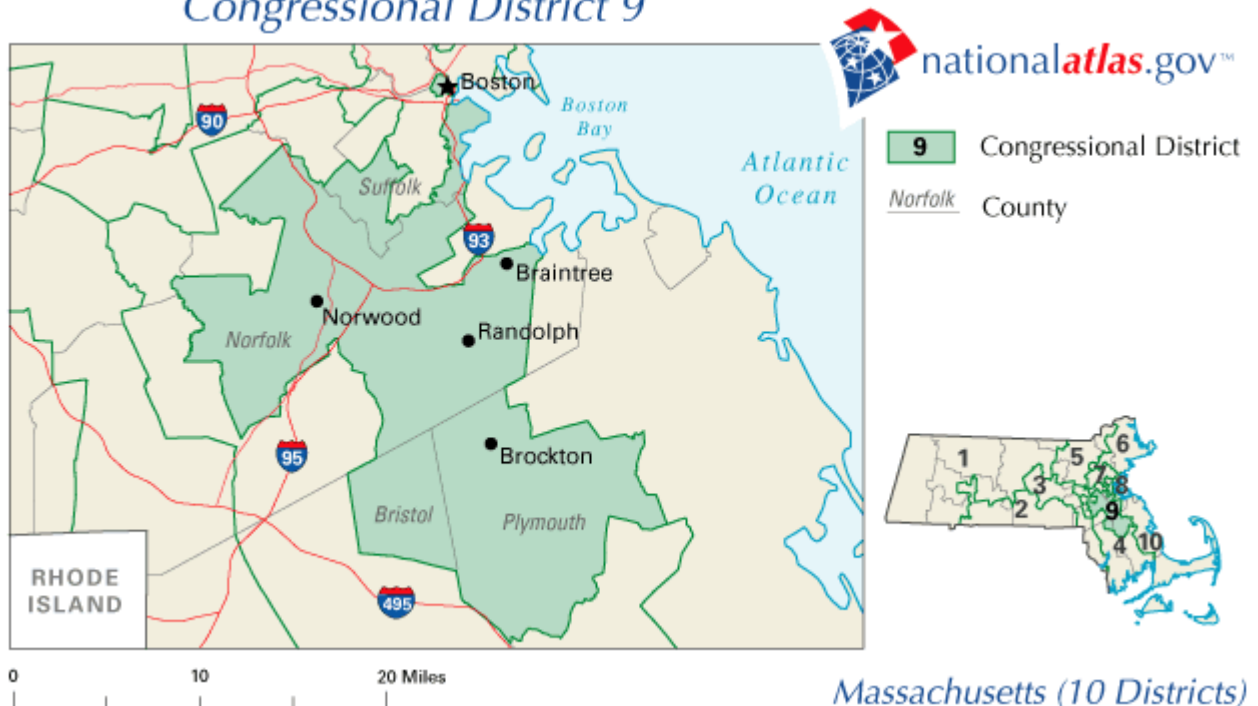 Congressional District 9
nationalatlas.gov™
Boston
90
Boston
Bay
9 Congressional District
Atlantic
Ocean
Suffolk
Norfolk County
93
Braintree
Norwood
Randolph
Norfolk
95
Brockton
Bristol
Plymouth
RHODE
ISLAND
495
1
2
3
4
5
6
7
8
9
10
0 10 20 Miles
Massachusetts (10 Districts)